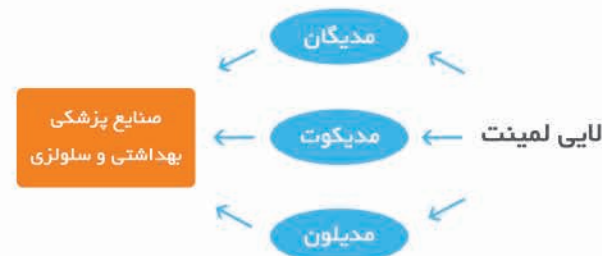 مدیگان
لایی لمینت
مدیکوت
صنایع پزشکی
بهداشتی و سلولزی
مدیلون